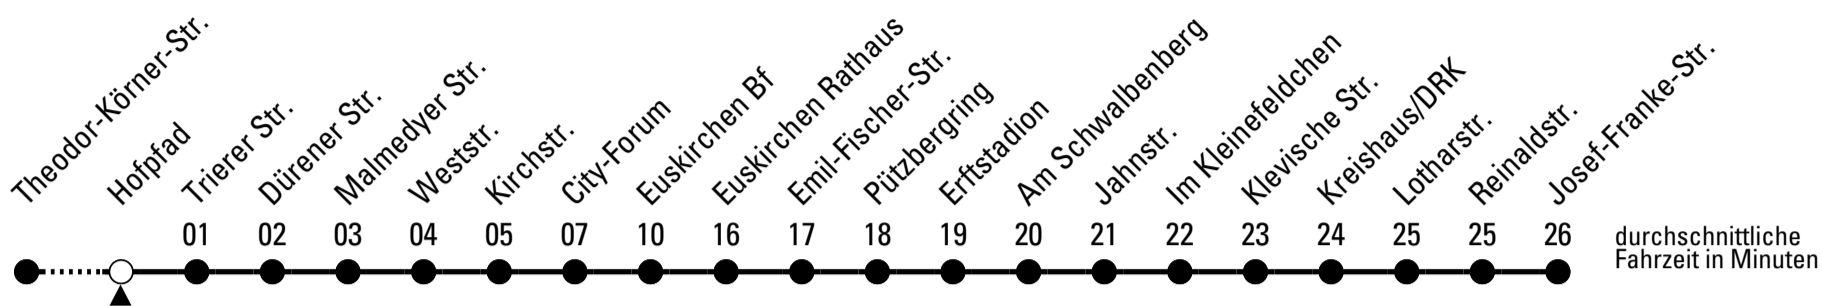 Theodor-Körner-Str.
Hofpfad
Trierer Str.
Dürener Str.
Malmedyer Str.
Weststr.
Kirchstr.
City-Forum
Euskirchen Bf
Euskirchen Rathaus
Emil-Fischer-Str.
Pützbergring
Erftstadion
Am Schwalbenberg
Jahnstr.
Im Kleinefeldchen
Klevische Str.
Kreishaus/DRK
Lotharstr.
Reinaldstr.
Josef-Franke-Str.
01 02 03 04 05 07 10 16 17 18 19 20 21 22 23 24 25 25 26
durchschnittliche
Fahrzeit in Minuten